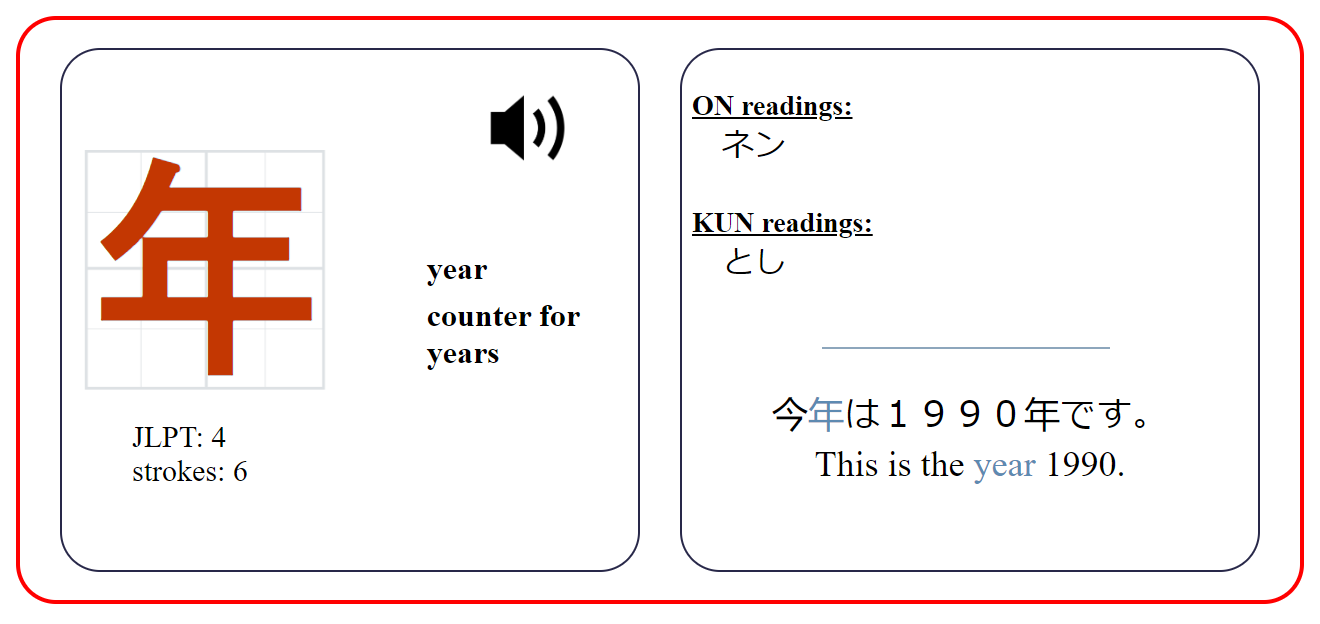 年
year
counter for
years
JLPT: 4
strokes: 6
ON readings:
ネン
KUN readings:
とし
今年は１９９０年です。
This is the year 1990.